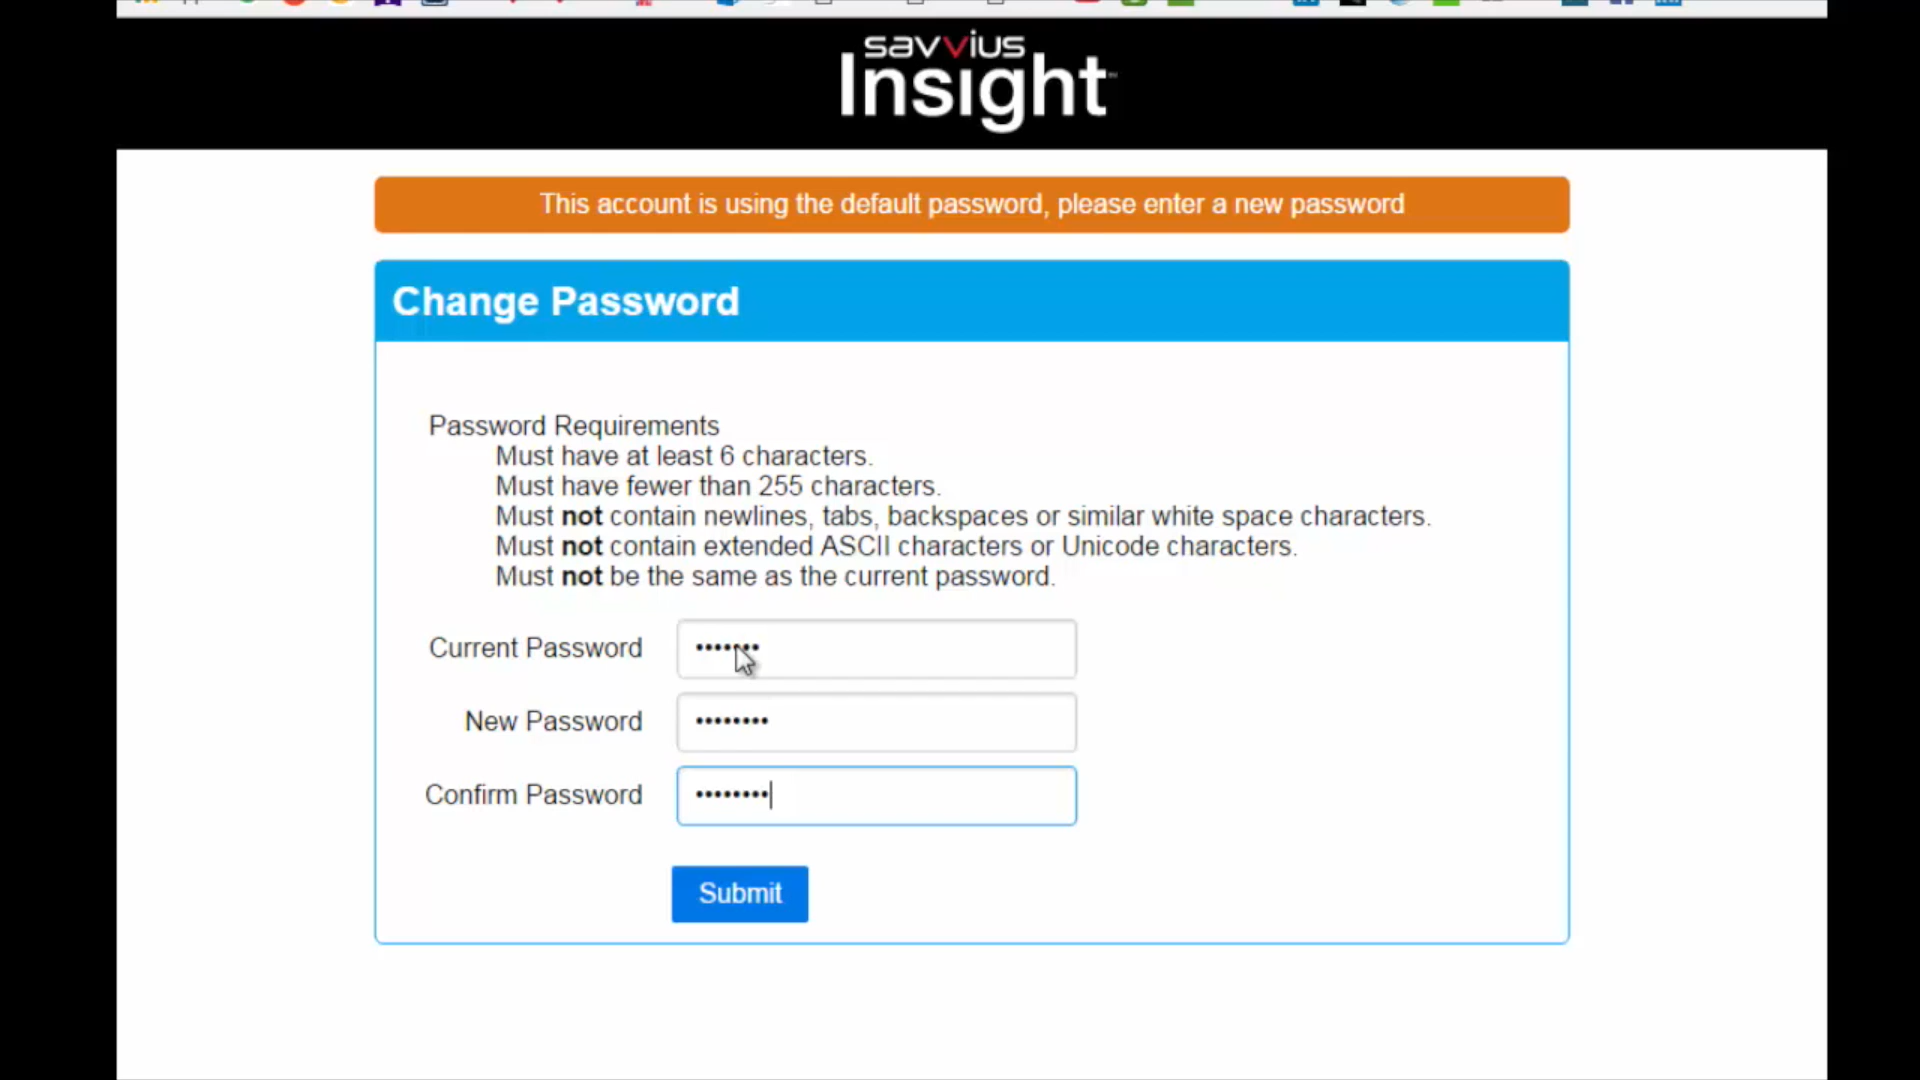 savvius
Insight
This account is using the default password, please enter a new password
Change Password
Password Requirements
Must have at least 6 characters.
Must have fewer than 255 characters.
Must not contain newlines, tabs, backspaces or similar white space characters.
Must not contain extended ASCII characters or Unicode characters.
Must not be the same as the current password.
Current Password •••••••
New Password ••••••••
Confirm Password ••••••••
Submit